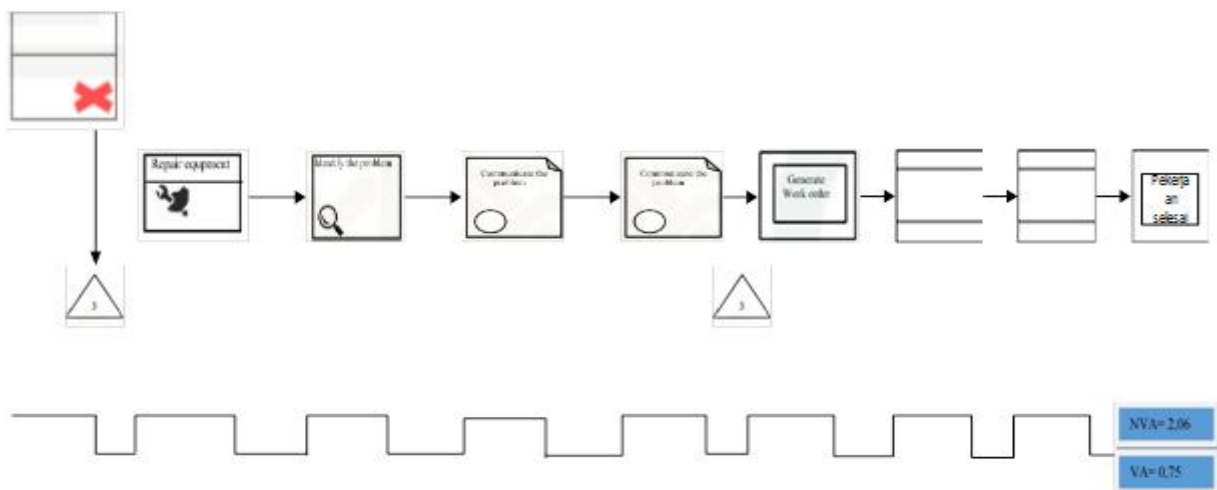 Repair equpment
Identify the problem
Communicate the
problem
Communicate the
problem
Generate
Work order
Pekerja
an
selesai
3
3
NVA= 2,06
VA= 0,75